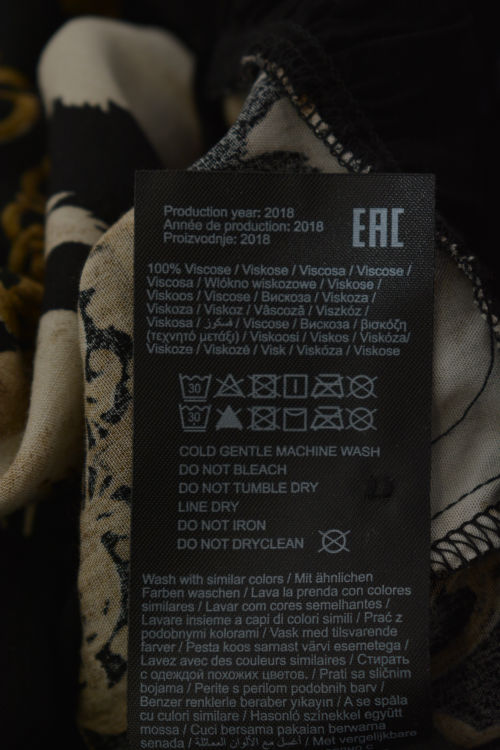 Production year: 2018
Année de production: 2018
Proizvodnje: 2018
EAC
100% Viscose / Viskose / Viscosa / Viscose /
Viscosa / Włókno wiskozowe / Viskose /
Viskoos / Viscose / Вискоза / Viskoza /
Viskoza / Viskoz / Vâscoză / Viszkóz /
Viskosa / فسكوز / Viscose / Вискоза / βισκόζη
(τεχνητό μετάξι) / Viskoosi / Viskos / Viskóza/
Viskoze / Viskozė / Visk / Viskóza / Viskose
30
30
COLD GENTLE MACHINE WASH
DO NOT BLEACH
DO NOT TUMBLE DRY
LINE DRY
DO NOT IRON
DO NOT DRYCLEAN
Wash with similar colors / Mit ähnlichen
Farben waschen / Lava la prenda con colores
similares / Lavar com cores semelhantes /
Lavare insieme a capi di colori simili / Prać z
podobnymi kolorami / Vask med tilsvarende
farver / Pesta koos samast värvi esemetega /
Lavez avec des couleurs similaires / Стирать
с одеждой похожих цветов. / Prati sa sličnim
bojama / Perite s perilom podobnih barv /
Benzer renklerle beraber yıkayın / A se spăla
cu culori similare / Hasonló színekkel együtt
mossa / Cuci bersama pakaian berwarna
senada / أغسل مع الألوان المماثلة